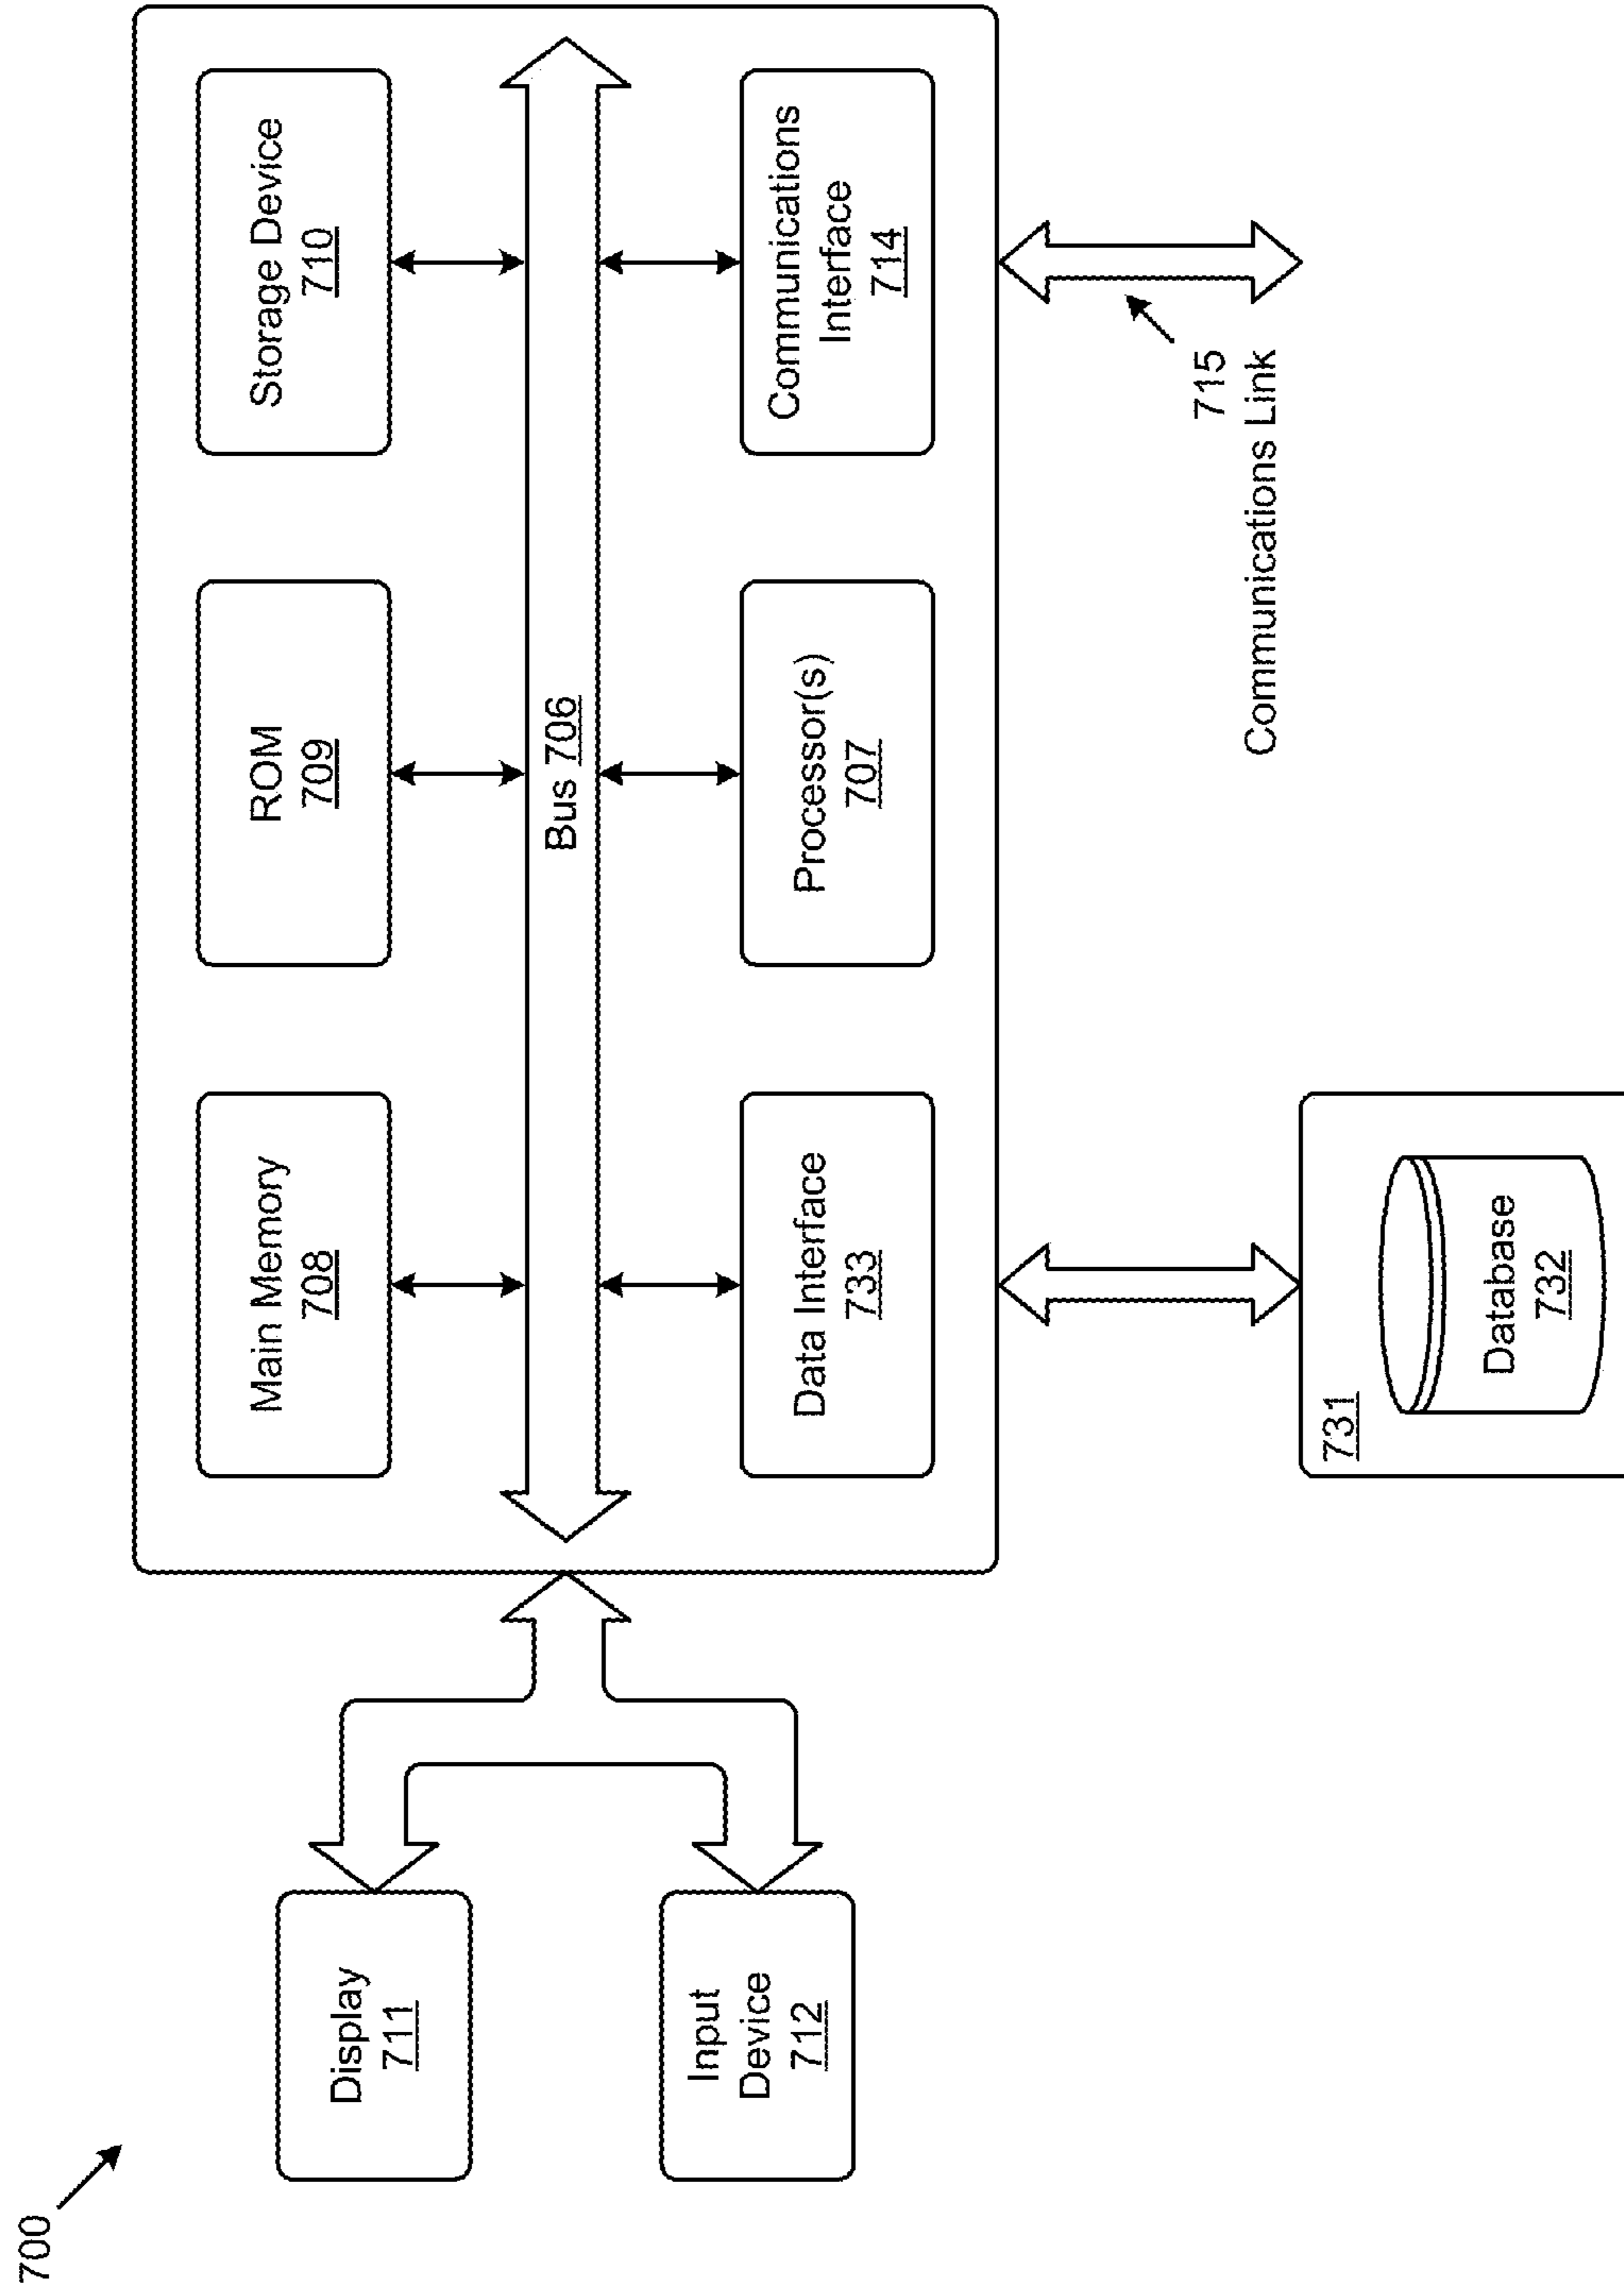 700
Main Memory
708
ROM
709
Storage Device
710
Display
711
Bus 706
Input
Device
712
Data Interface
733
Processor(s)
707
Communications
Interface
714
715
Communications Link
731
Database
732